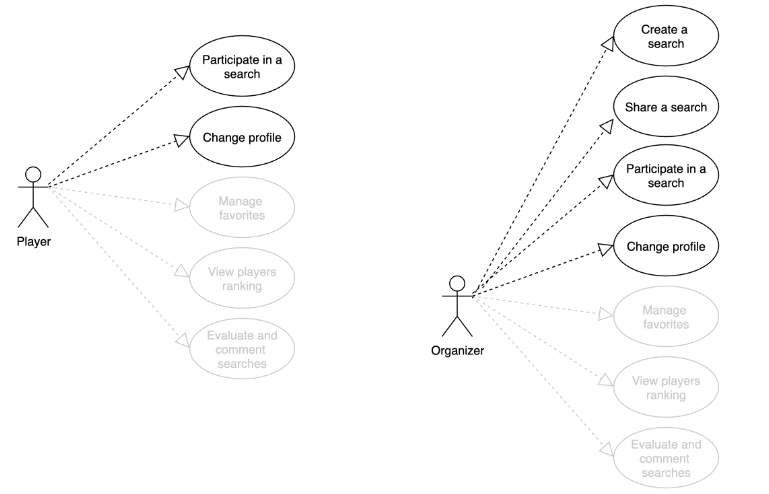 Participate in a
search
Change profile
Manage
favorites
View players
ranking
Evaluate and
comment
searches
Player
Create a
search
Share a search
Participate in a
search
Change profile
Manage
favorites
View players
ranking
Evaluate and
comment
searches
Organizer